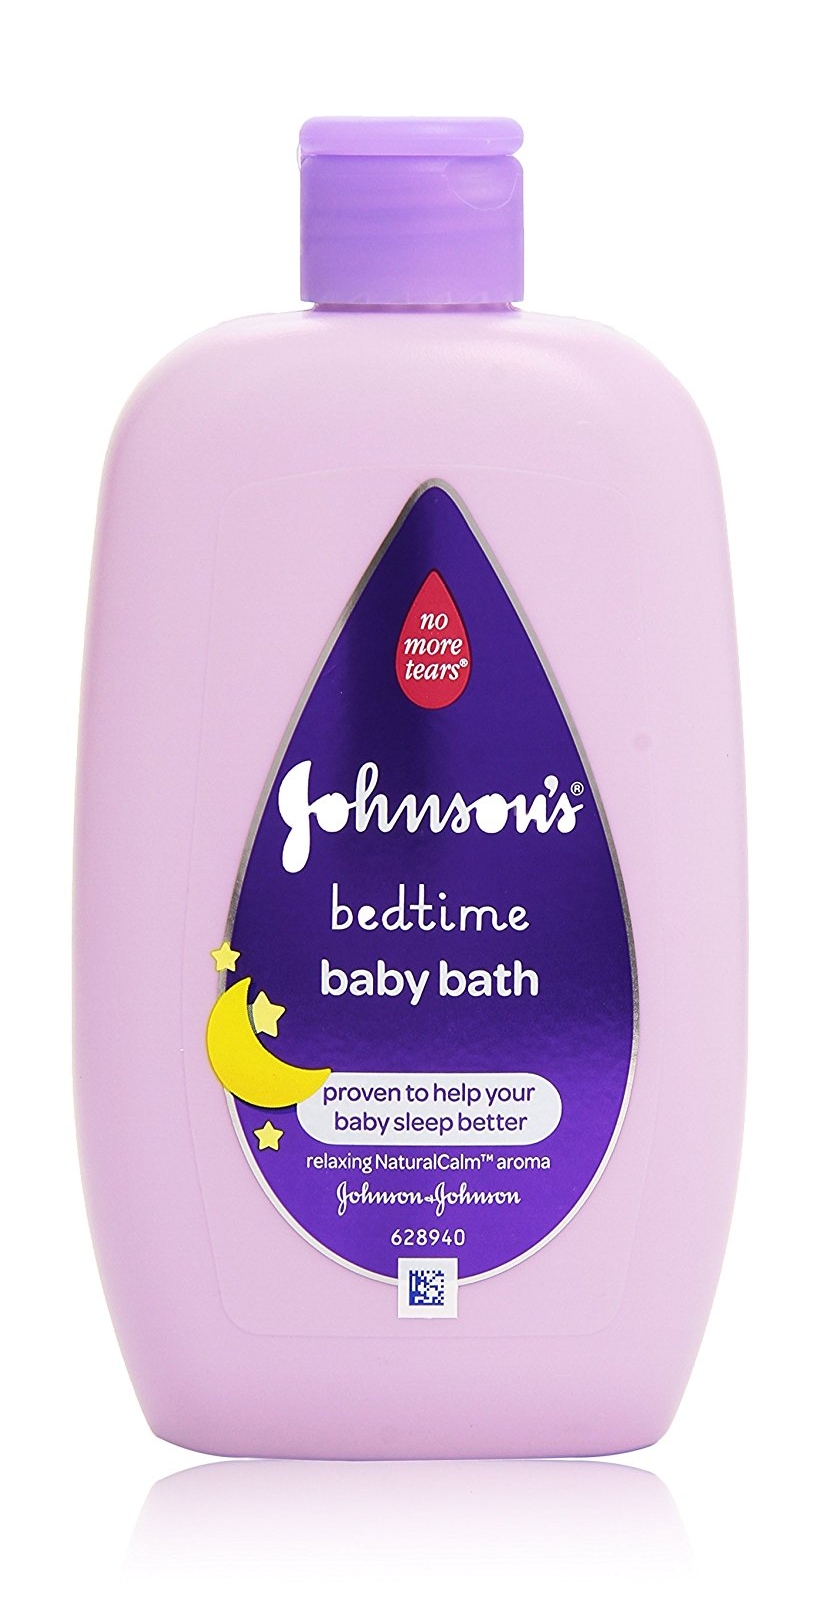 no
more
tears®
Johnson's®
bedtime
baby bath
proven to help your
baby sleep better
relaxing NaturalCalm™ aroma
Johnson+Johnson
628940